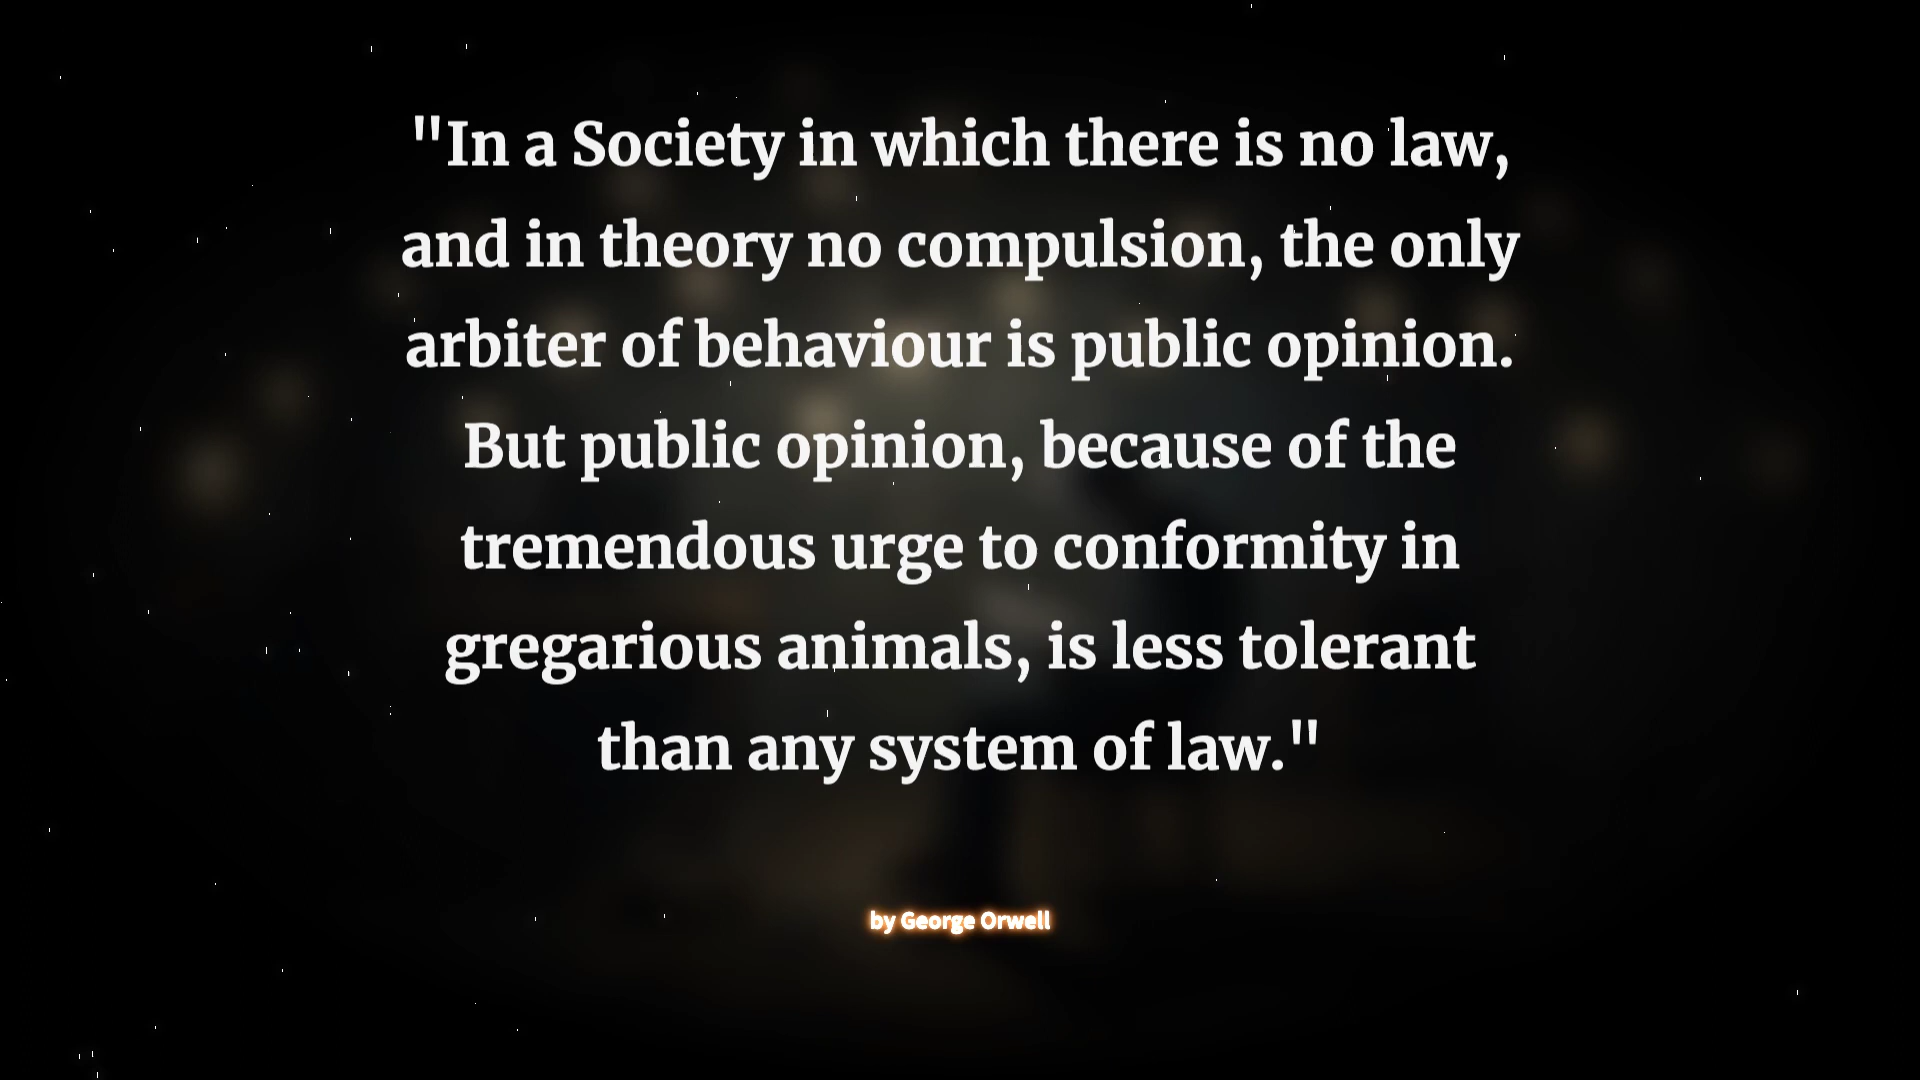 "In a Society in which there is no law,
and in theory no compulsion, the only
arbiter of behaviour is public opinion.
But public opinion, because of the
tremendous urge to conformity in
gregarious animals, is less tolerant
than any system of law."
by George Orwell